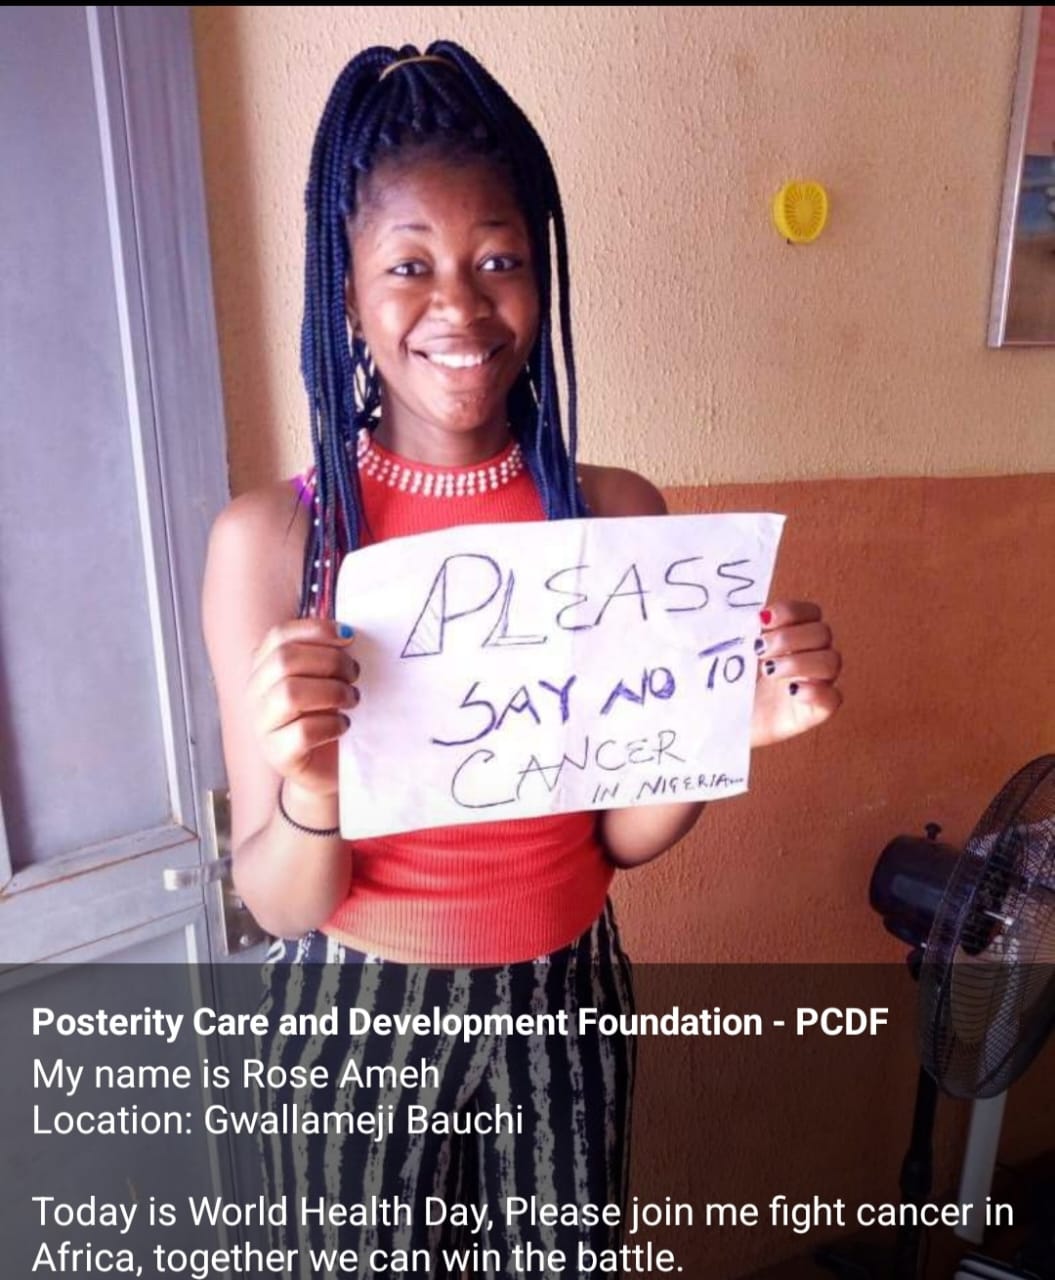 PLEASE
SAY NO TO
CANCER
IN NIGERIA...
Posterity Care and Development Foundation - PCDF
My name is Rose Ameh
Location: Gwallameji Bauchi
Today is World Health Day, Please join me fight cancer in
Africa, together we can win the battle.